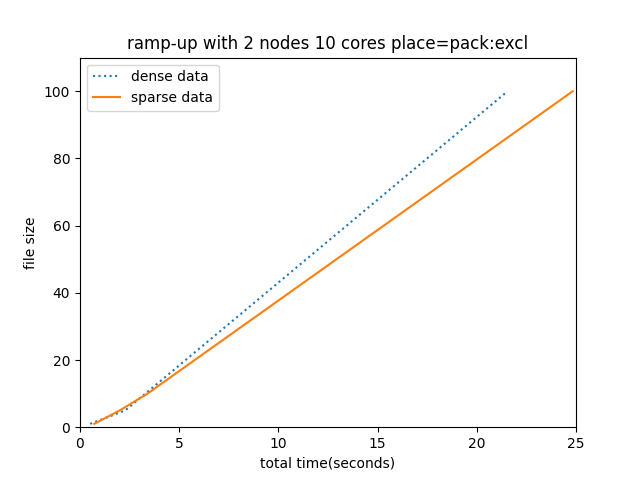 ramp-up with 2 nodes 10 cores place=pack:excl
dense data
sparse data
100
80
60
40
20
0
file size
0 5 10 15 20 25
total time(seconds)